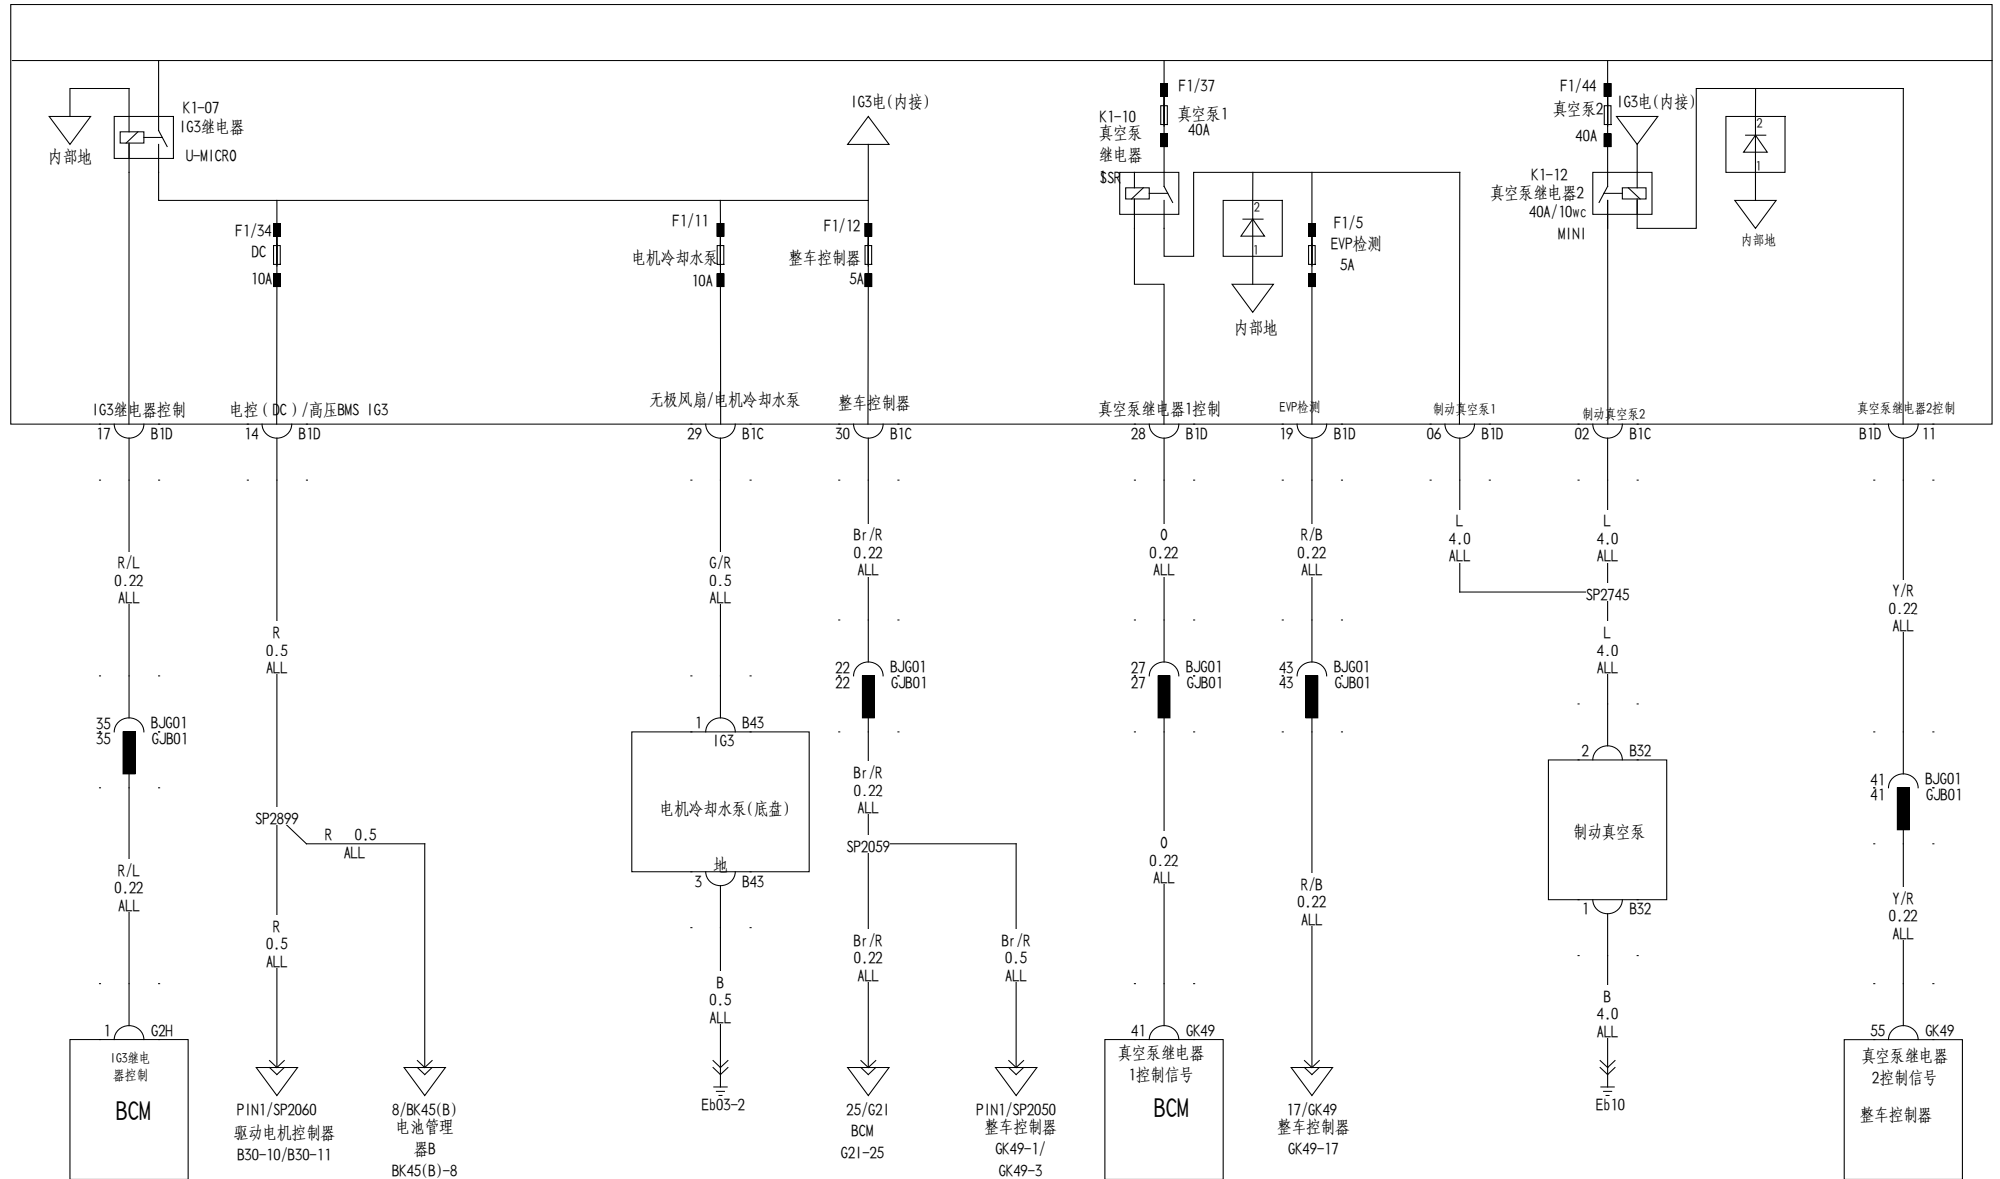 K1-07
IG3继电器
U-MICRO
内部地
IG3电(内接)
F1/34
DC
10A
F1/11
电机冷却水泵
10A
F1/12
整车控制器
5A
F1/37
真空泵1
40A
K1-10
真空泵
继电器
SSR
内部地
2
1
F1/5
EVP检测
5A
F1/44
真空泵2
40A
IG3电(内接)
K1-12
真空泵继电器2
40A/10wc
MINI
2
1
内部地
IG3继电器控制
电控(DC)/高压BMS IG3
无极风扇/电机冷却水泵
整车控制器
真空泵继电器1控制
EVP检测
制动真空泵1
制动真空泵2
真空泵继电器2控制
17 B1D
14 B1D
29 B1C
30 B1C
28 B1D
19 B1D
06 B1D
02 B1C
B1D 11
R/L
0.22
ALL
R
0.5
ALL
G/R
0.5
ALL
Br/R
0.22
ALL
O
0.22
ALL
R/B
0.22
ALL
L
4.0
ALL
L
4.0
ALL
SP2745
L
4.0
ALL
Y/R
0.22
ALL
35 BJG01
35 GJB01
22 BJG01
22 GJB01
27 BJG01
27 GJB01
43 BJG01
43 GJB01
41 BJG01
41 GJB01
1 B43
IG3
电机冷却水泵(底盘)
地
3 B43
2 B32
制动真空泵
1 B32
SP2899
R 0.5
ALL
Br/R
0.22
ALL
SP2059
R/L
0.22
ALL
R
0.5
ALL
B
0.5
ALL
Br/R
0.22
ALL
Br/R
0.5
ALL
O
0.22
ALL
R/B
0.22
ALL
B
4.0
ALL
Y/R
0.22
ALL
1 G2H
IG3继电
器控制
BCM
PIN1/SP2060
驱动电机控制器
B30-10/B30-11
8/BK45(B)
电池管理
器B
BK45(B)-8
Eb03-2
25/G2I
BCM
G2I-25
PIN1/SP2050
整车控制器
GK49-1/
GK49-3
41 GK49
真空泵继电器
1控制信号
BCM
17/GK49
整车控制器
GK49-17
Eb10
55 GK49
真空泵继电器
2控制信号
整车控制器